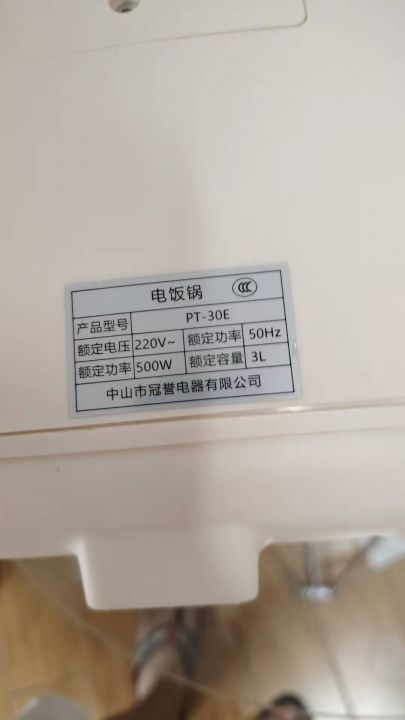 电饭锅 CCC
产品型号 PT-30E
额定电压 220V~ 额定功率 50Hz
额定功率 500W 额定容量 3L
中山市冠誉电器有限公司